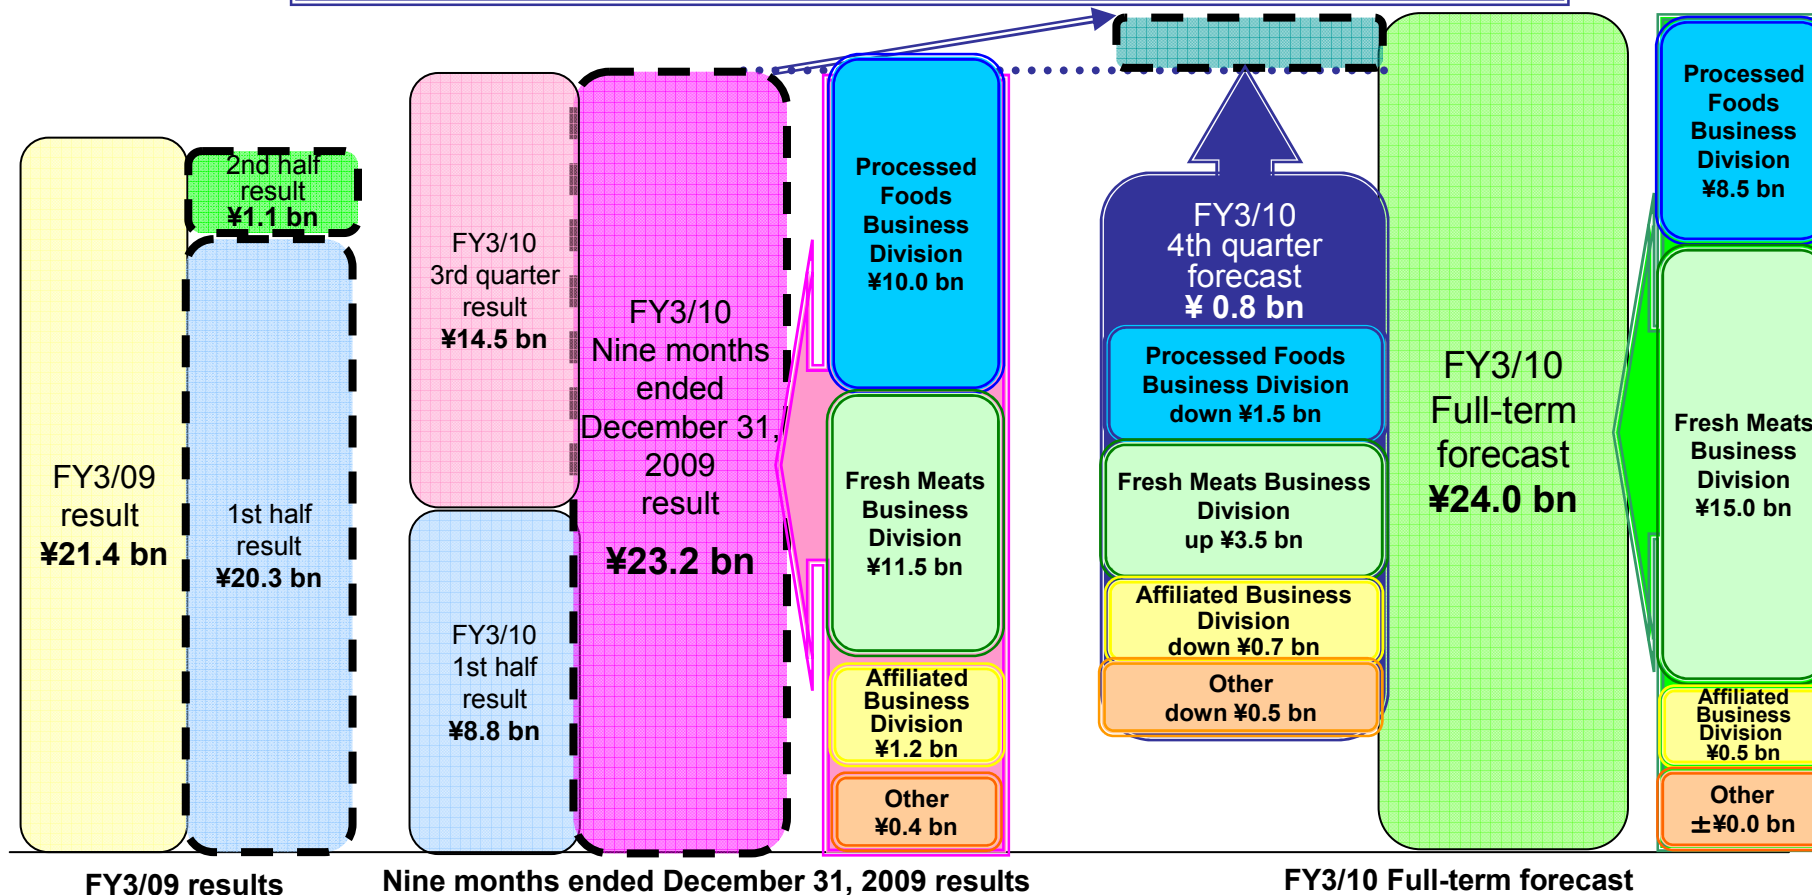 2nd half
result
¥1.1 bn
FY3/09
result
¥21.4 bn
1st half
result
¥20.3 bn
FY3/09 results
FY3/10
3rd quarter
result
¥14.5 bn
FY3/10
1st half
result
¥8.8 bn
FY3/10
Nine months
ended
December 31,
2009
result
¥23.2 bn
Processed
Foods
Business
Division
¥10.0 bn
Fresh Meats
Business
Division
¥11.5 bn
Affiliated
Business
Division
¥1.2 bn
Other
¥0.4 bn
Nine months ended December 31, 2009 results
FY3/10
4th quarter
forecast
¥ 0.8 bn
Processed Foods
Business Division
down ¥1.5 bn
Fresh Meats Business
Division
up ¥3.5 bn
Affiliated Business
Division
down ¥0.7 bn
Other
down ¥0.5 bn
FY3/10
Full-term
forecast
¥24.0 bn
Processed
Foods
Business
Division
¥8.5 bn
Fresh Meats
Business
Division
¥15.0 bn
Affiliated
Business
Division
¥0.5 bn
Other
±¥0.0 bn
FY3/10 Full-term forecast